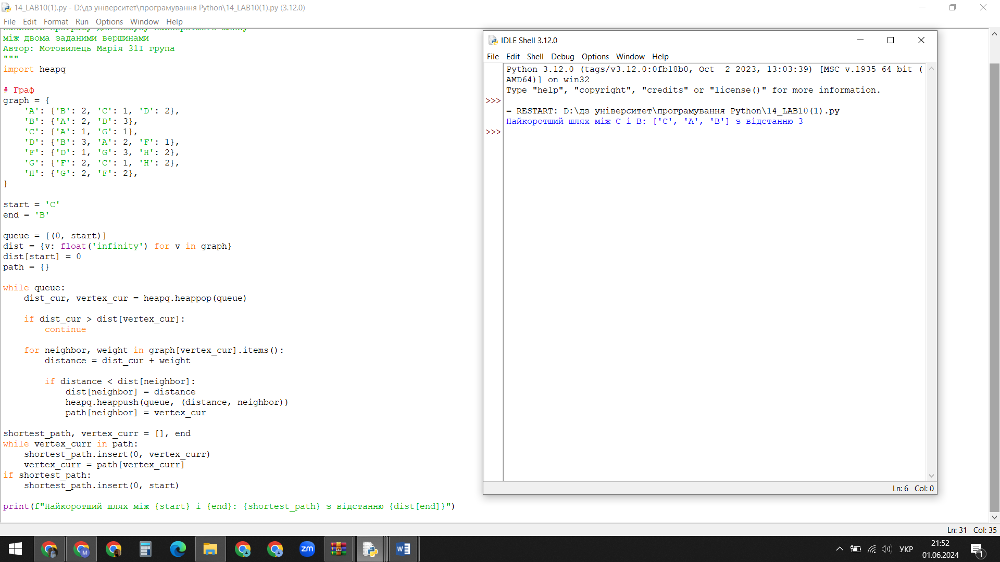 14_LAB10(1).py - D:\дз університет\програмування Python\14_LAB10(1).py (3.12.0)
File Edit Format Run Options Window Help
між двома заданими вершинами
Автор: Мотовилець Марія 31І група
"""
import heapq
# Граф
graph = {
    'A': {'B': 2, 'C': 1, 'D': 2},
    'B': {'A': 2, 'D': 3},
    'C': {'A': 1, 'G': 1},
    'D': {'B': 3, 'A': 2, 'F': 1},
    'F': {'D': 1, 'G': 3, 'H': 2},
    'G': {'F': 2, 'C': 1, 'H': 2},
    'H': {'G': 2, 'F': 2},
}
start = 'C'
end = 'B'
queue = [(0, start)]
dist = {v: float('infinity') for v in graph}
dist[start] = 0
path = {}
while queue:
    dist_cur, vertex_cur = heapq.heappop(queue)
    if dist_cur > dist[vertex_cur]:
        continue
    for neighbor, weight in graph[vertex_cur].items():
        distance = dist_cur + weight
        if distance < dist[neighbor]:
            dist[neighbor] = distance
            heapq.heappush(queue, (distance, neighbor))
            path[neighbor] = vertex_cur
shortest_path, vertex_curr = [], end
while vertex_curr in path:
    shortest_path.insert(0, vertex_curr)
    vertex_curr = path[vertex_curr]
if shortest_path:
    shortest_path.insert(0, start)
print(f"Найкоротший шлях між {start} і {end}: {shortest_path} з відстанню {dist[end]}")
Ln: 31 Col: 35
IDLE Shell 3.12.0
File Edit Shell Debug Options Window Help
Python 3.12.0 (tags/v3.12.0:0fb18b0, Oct  2 2023, 13:03:39) [MSC v.1935 64 bit (
AMD64)] on win32
Type "help", "copyright", "credits" or "license()" for more information.
>>>
= RESTART: D:\дз університет\програмування Python\14_LAB10(1).py
Найкоротший шлях між C і B: ['C', 'A', 'B'] з відстанню 3
>>>
Ln: 6 Col: 0
M
zm
W
УКР
21:52
01.06.2024
1